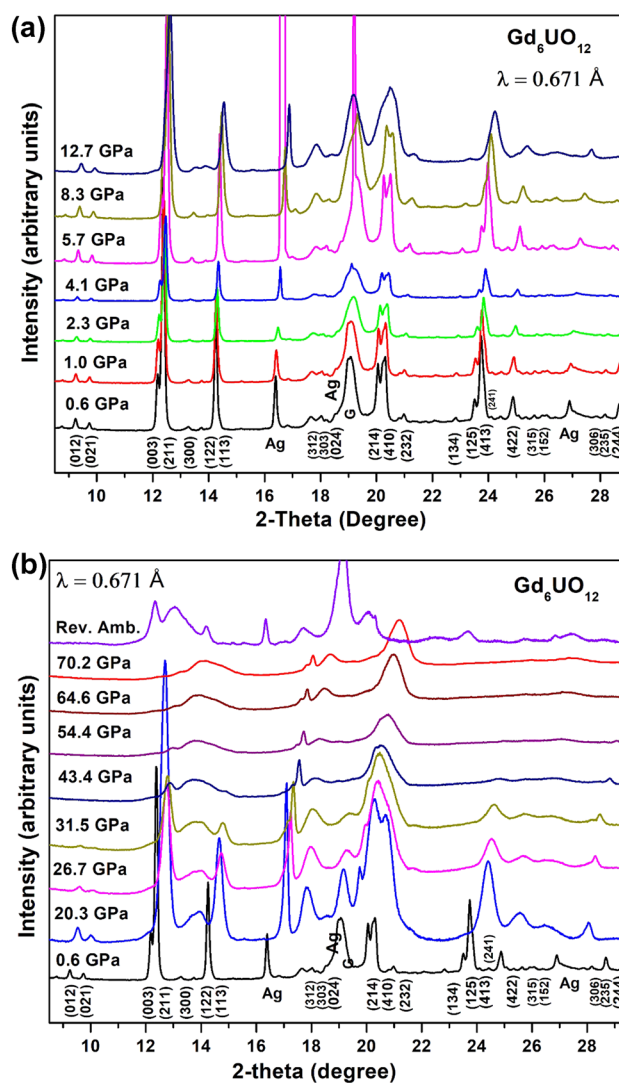 (a)
Gd6UO12
λ = 0.671 Å
12.7 GPa
8.3 GPa
5.7 GPa
4.1 GPa
2.3 GPa
1.0 GPa
0.6 GPa
Intensity (arbitrary units)
(012)
(021)
(003)
(211)
(300)
(122)
(113)
Ag
(312)
(303)
(024)
Ag
G
(214)
(410)
(232)
(134)
(125)
(413)
(241)
(422)
(315)
(152)
Ag
(306)
(235)
(244)
10 12 14 16 18 20 22 24 26 28
2-Theta (Degree)
(b)
λ = 0.671 Å
Gd6UO12
Rev. Amb.
70.2 GPa
64.6 GPa
54.4 GPa
43.4 GPa
31.5 GPa
26.7 GPa
20.3 GPa
0.6 GPa
Intensity (arbitrary units)
(012)
(021)
(003)
(211)
(300)
(122)
(113)
Ag
(312)
(303)
(024)
Ag
G
(214)
(410)
(232)
(134)
(125)
(413)
(241)
(422)
(315)
(152)
Ag
(306)
(235)
(244)
10 12 14 16 18 20 22 24 26 28
2-theta (degree)